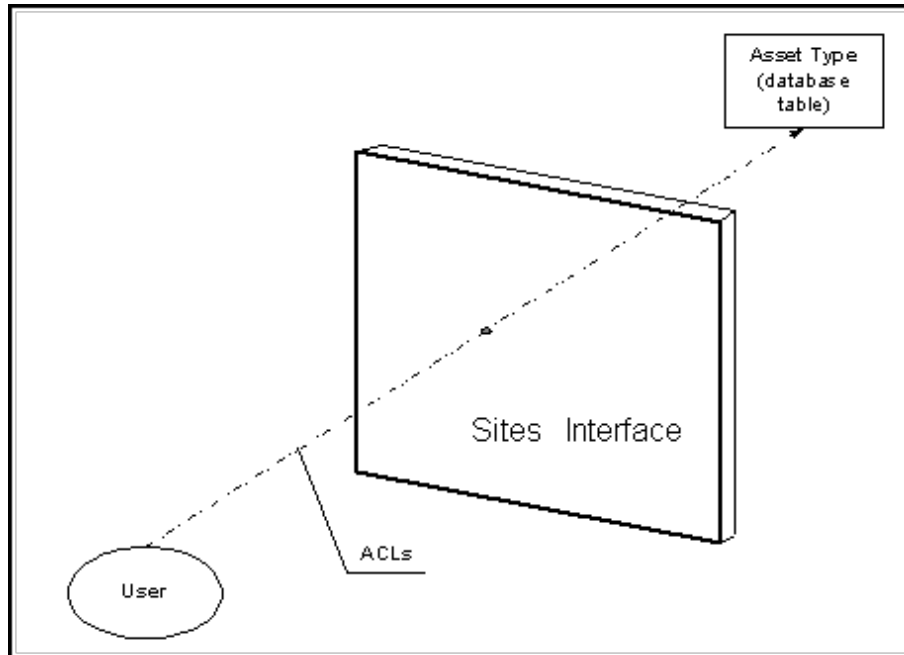 Asset Type
(database
table)
Sites Interface
ACLs
User